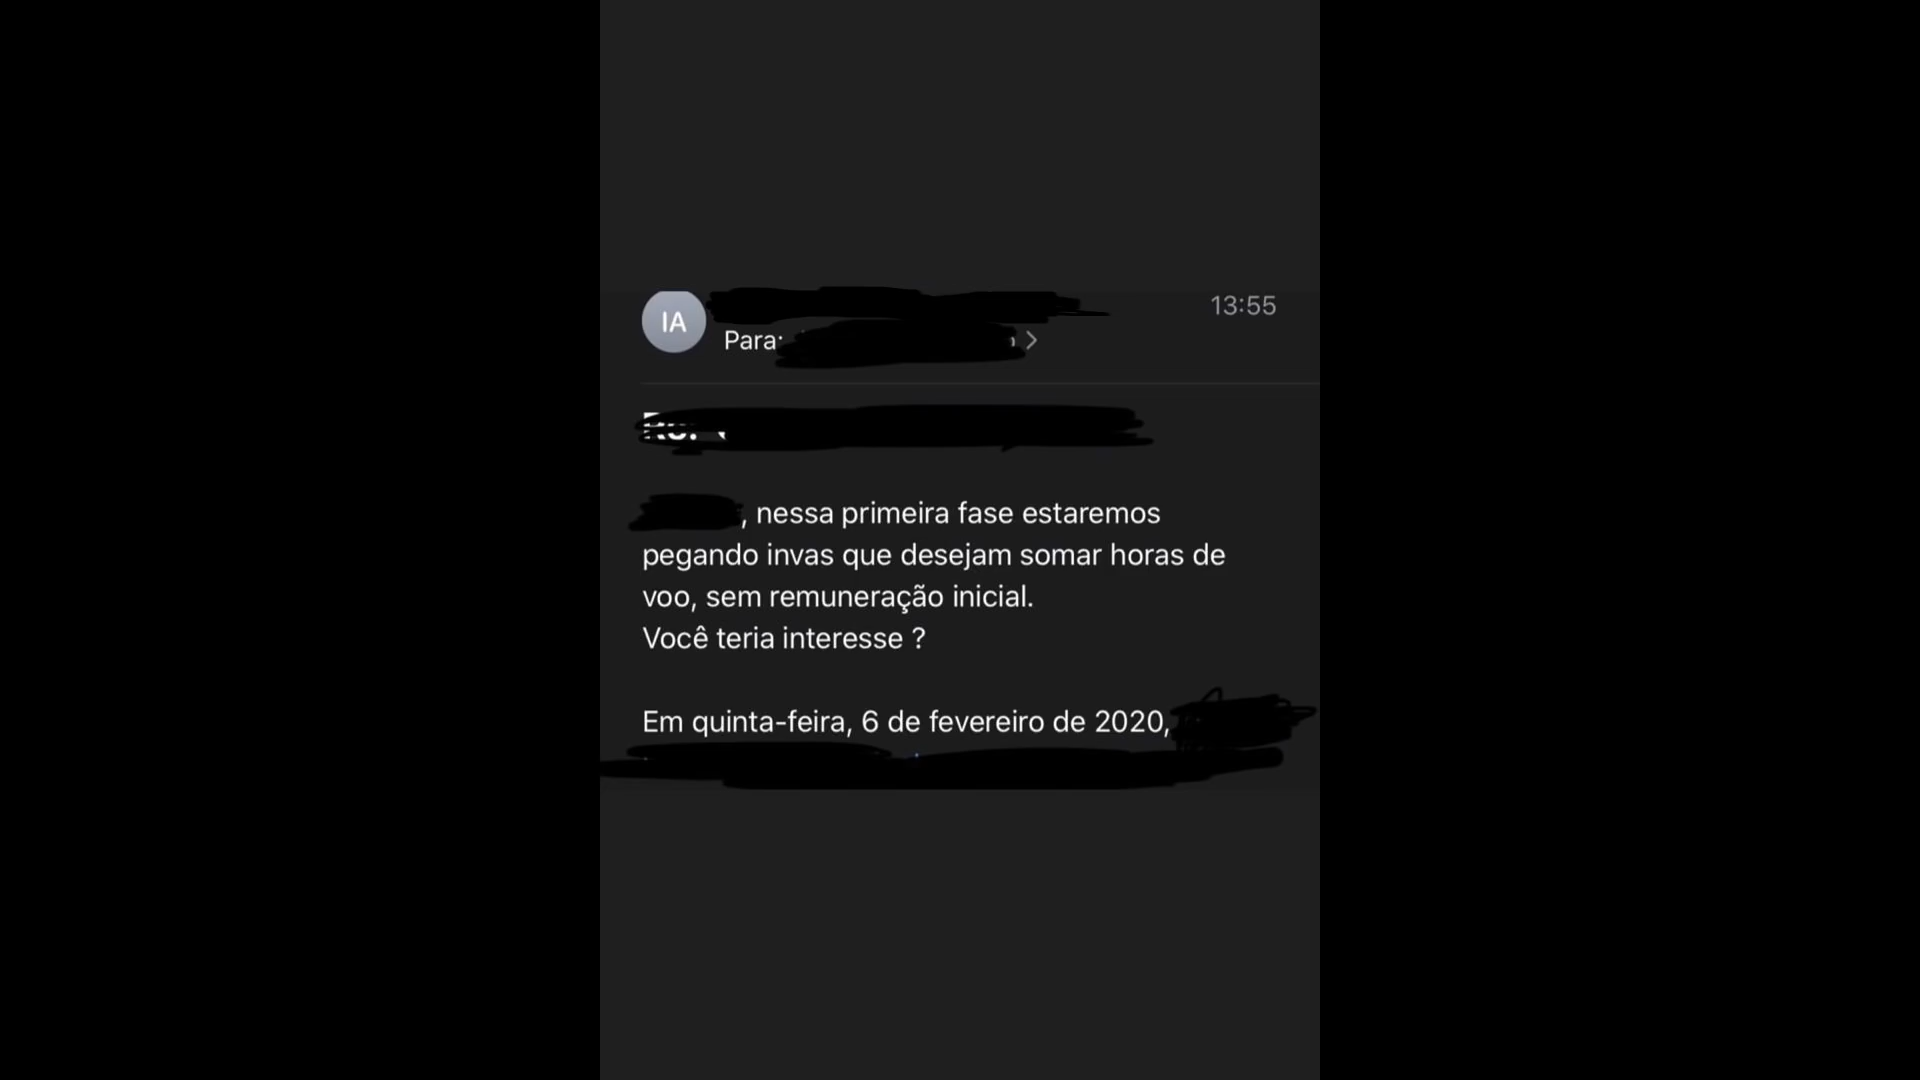 IA
13:55
Para:
, nessa primeira fase estaremos
pegando invas que desejam somar horas de
voo, sem remuneração inicial.
Você teria interesse ?
Em quinta-feira, 6 de fevereiro de 2020,